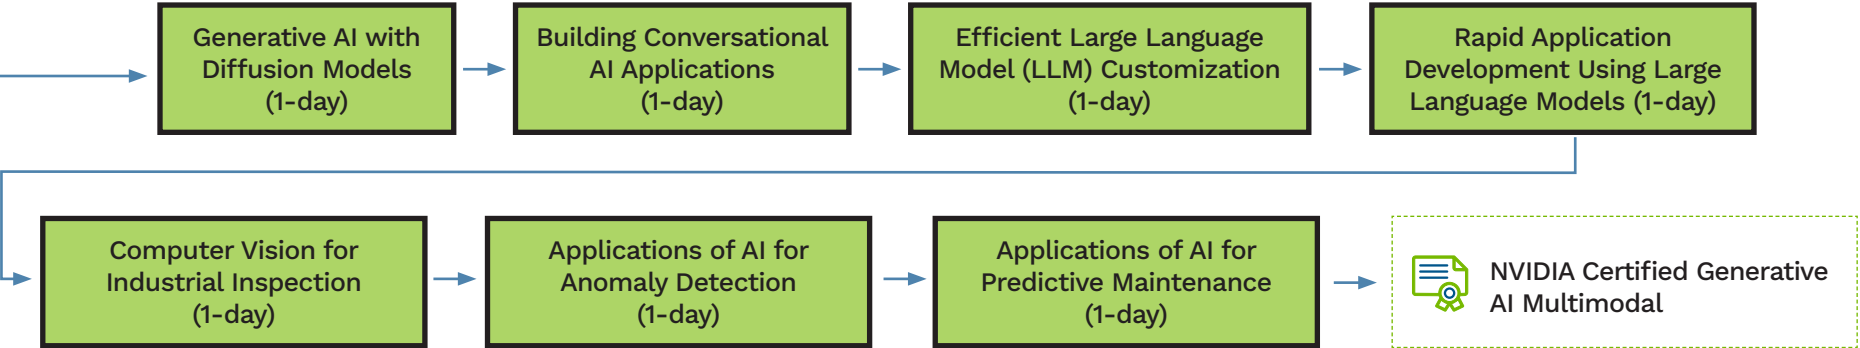 Generative AI with
Diffusion Models
(1-day)
Building Conversational
AI Applications
(1-day)
Efficient Large Language
Model (LLM) Customization
(1-day)
Rapid Application
Development Using Large
Language Models (1-day)
Computer Vision for
Industrial Inspection
(1-day)
Applications of AI for
Anomaly Detection
(1-day)
Applications of AI for
Predictive Maintenance
(1-day)
NVIDIA Certified Generative
AI Multimodal